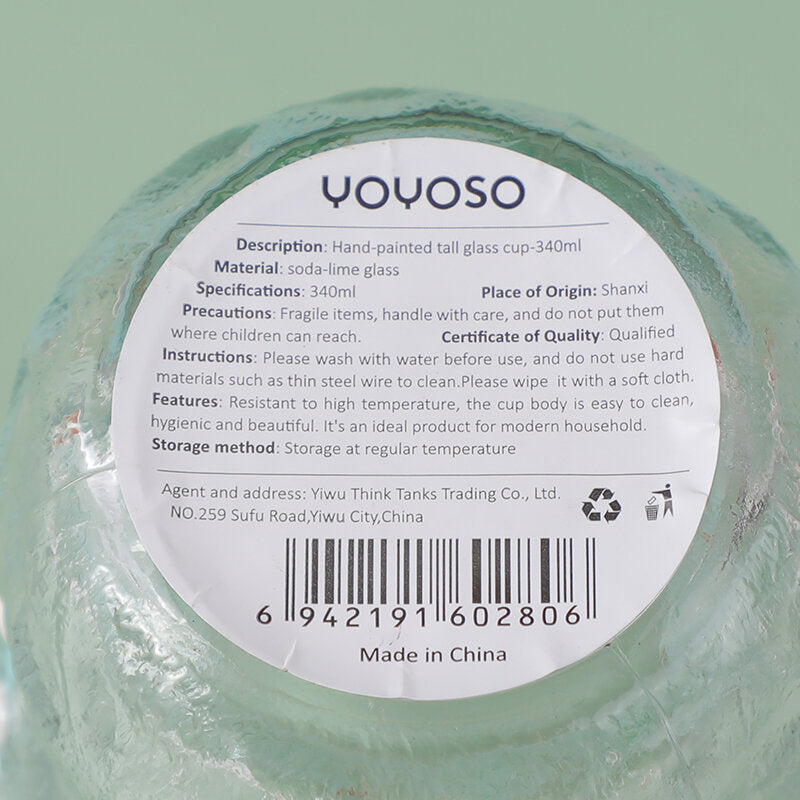 YOYOSO
Description: Hand-painted tall glass cup-340ml
Material: soda-lime glass
Specifications: 340ml Place of Origin: Shanxi
Precautions: Fragile items, handle with care, and do not put them
where children can reach. Certificate of Quality: Qualified
Instructions: Please wash with water before use, and do not use hard
materials such as thin steel wire to clean.Please wipe it with a soft cloth.
Features: Resistant to high temperature, the cup body is easy to clean,
hygienic and beautiful. It's an ideal product for modern household.
Storage method: Storage at regular temperature
Agent and address: Yiwu Think Tanks Trading Co., Ltd.
NO.259 Sufu Road,Yiwu City,China
6 942191 602806
Made in China